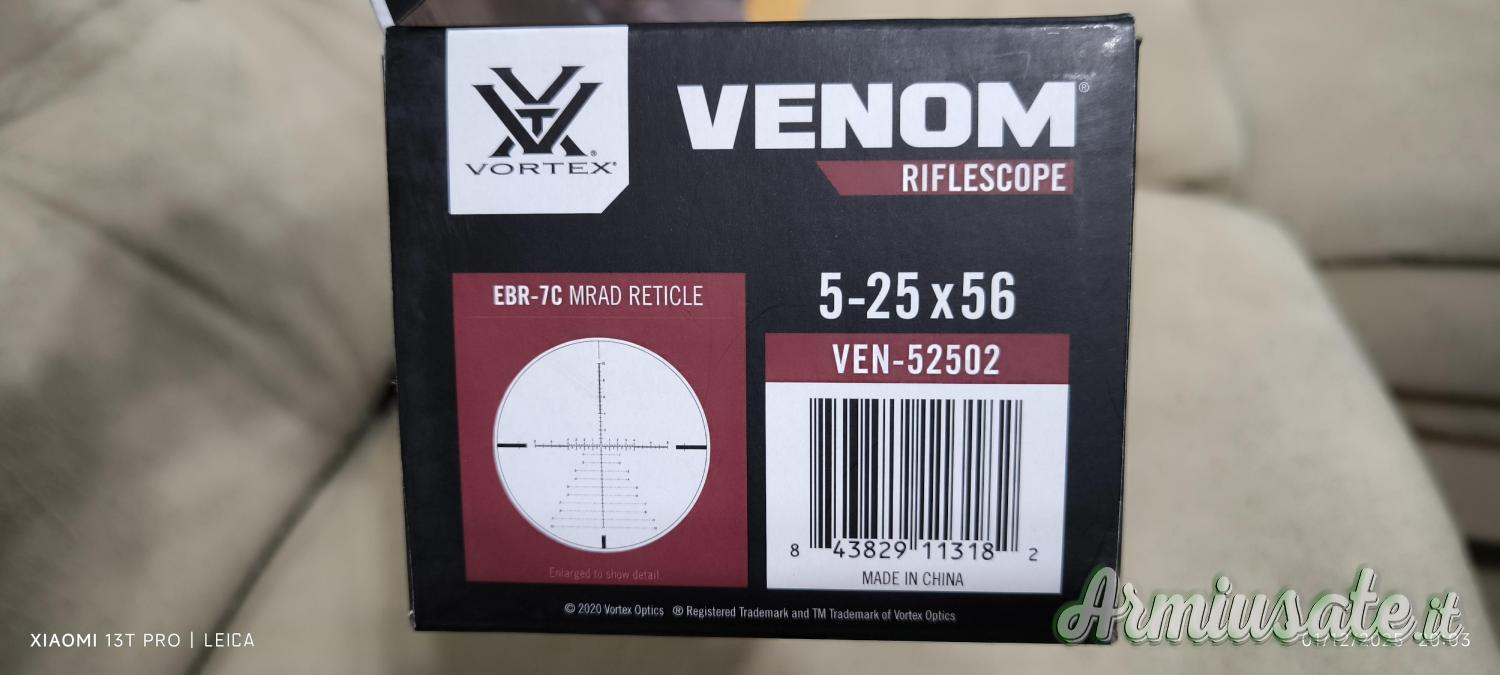 VORTEX®
VENOM®
RIFLESCOPE
EBR-7C MRAD RETICLE
5-25x56
VEN-52502
8 43829 11318 2
MADE IN CHINA
Enlarged to show detail.
© 2020 Vortex Optics ® Registered Trademark and TM Trademark of Vortex Optics
XIAOMI 13T PRO | LEICA
Armiusate.it